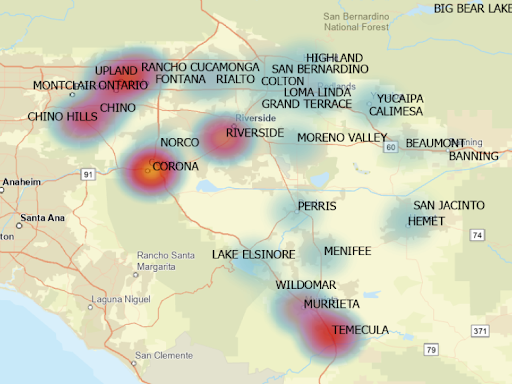 BIG BEAR LAKE
San Bernardino
National Forest
HIGHLAND
RANCHO CUCAMONGA
SAN BERNARDINO
UPLAND
FONTANA
RIALTO
COLTON
MONTCLAIR
ONTARIO
LOMA LINDA
GRAND TERRACE
YUCAIPA
CHINO
CALIMESA
CHINO HILLS
Riverside
RIVERSIDE
NORCO
MORENO VALLEY
BEAUMONT
60
BANNING
CORONA
91
Anaheim
PERRIS
SAN JACINTO
HEMET
Santa Ana
74
LAKE ELSINORE
MENIFEE
Rancho Santa
Margarita
WILDOMAR
MURRIETA
Laguna Niguel
TEMECULA
371
79
San Clemente